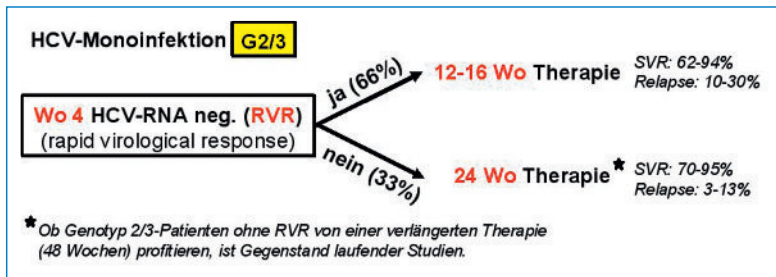 HCV-Monoinfektion G2/3
ja (66%)
12-16 Wo Therapie
SVR: 62-94%
Relapse: 10-30%
Wo 4 HCV-RNA neg. (RVR)
(rapid virological response)
nein (33%)
24 Wo Therapie*
SVR: 70-95%
Relapse: 3-13%
*Ob Genotyp 2/3-Patienten ohne RVR von einer verlängerten Therapie
(48 Wochen) profitieren, ist Gegenstand laufender Studien.